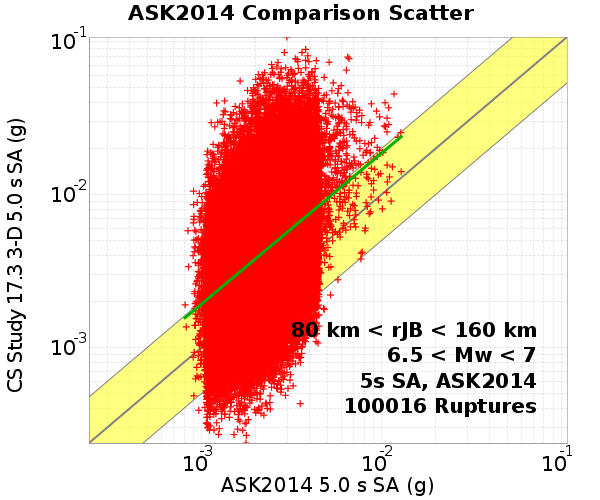 ASK2014 Comparison Scatter
CS Study 17.3 3-D 5.0 s SA (g)
10-1
10-2
10-3
80 km < rJB < 160 km
6.5 < Mw < 7
5s SA, ASK2014
100016 Ruptures
10-3 10-2 10-1
ASK2014 5.0 s SA (g)